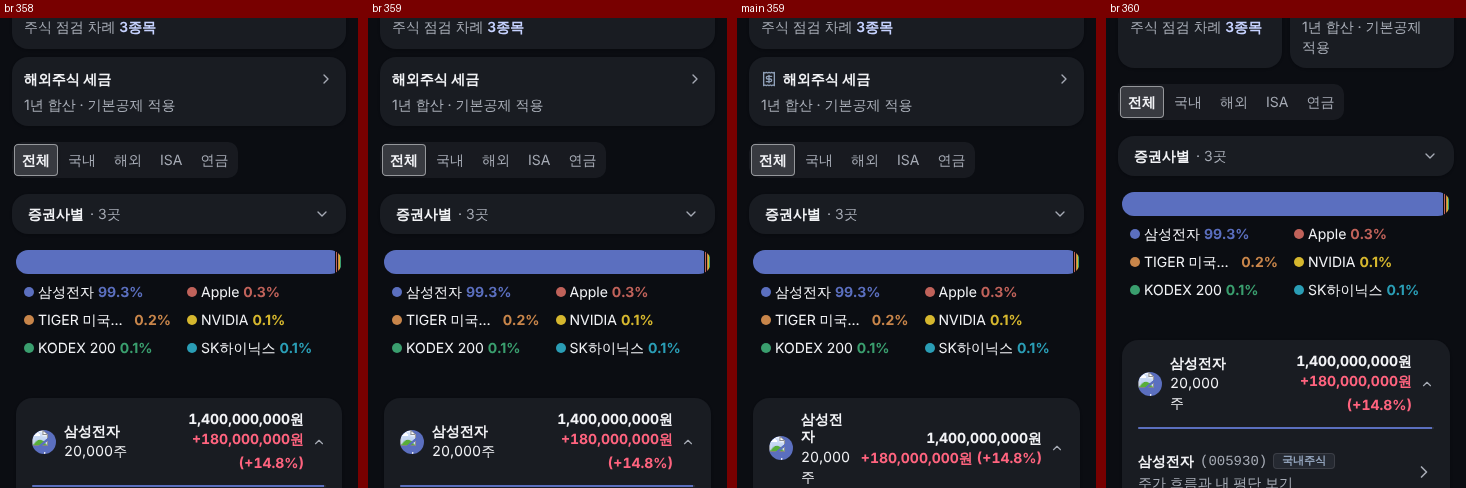 br 358
주식 점검 차례 3종목
해외주식 세금
1년 합산 · 기본공제 적용
전체 국내 해외 ISA 연금
증권사별 · 3곳
삼성전자 99.3% Apple 0.3%
TIGER 미국... 0.2% NVIDIA 0.1%
KODEX 200 0.1% SK하이닉스 0.1%
삼성전자 1,400,000,000원
20,000주 +180,000,000원
(+14.8%)
br 359
주식 점검 차례 3종목
해외주식 세금
1년 합산 · 기본공제 적용
전체 국내 해외 ISA 연금
증권사별 · 3곳
삼성전자 99.3% Apple 0.3%
TIGER 미국... 0.2% NVIDIA 0.1%
KODEX 200 0.1% SK하이닉스 0.1%
삼성전자 1,400,000,000원
20,000주 +180,000,000원
(+14.8%)
main 359
주식 점검 차례 3종목
해외주식 세금
1년 합산 · 기본공제 적용
전체 국내 해외 ISA 연금
증권사별 · 3곳
삼성전자 99.3% Apple 0.3%
TIGER 미국... 0.2% NVIDIA 0.1%
KODEX 200 0.1% SK하이닉스 0.1%
삼성전
자
20,000
주
1,400,000,000원
+180,000,000원 (+14.8%)
br 360
주식 점검 차례 3종목
1년 합산 · 기본공제
적용
전체 국내 해외 ISA 연금
증권사별 · 3곳
삼성전자 99.3% Apple 0.3%
TIGER 미국... 0.2% NVIDIA 0.1%
KODEX 200 0.1% SK하이닉스 0.1%
삼성전자
20,000
주
1,400,000,000원
+180,000,000원
(+14.8%)
삼성전자 (005930) 국내주식
주가 흐름과 내 평단 보기